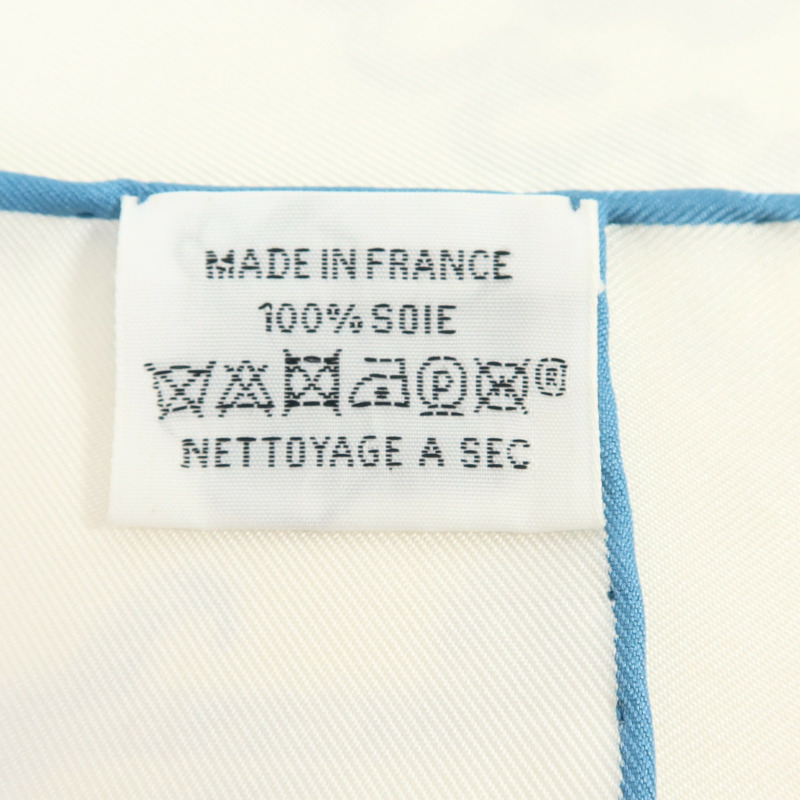 MADE IN FRANCE
100% SOIE
P ®
NETTOYAGE A SEC